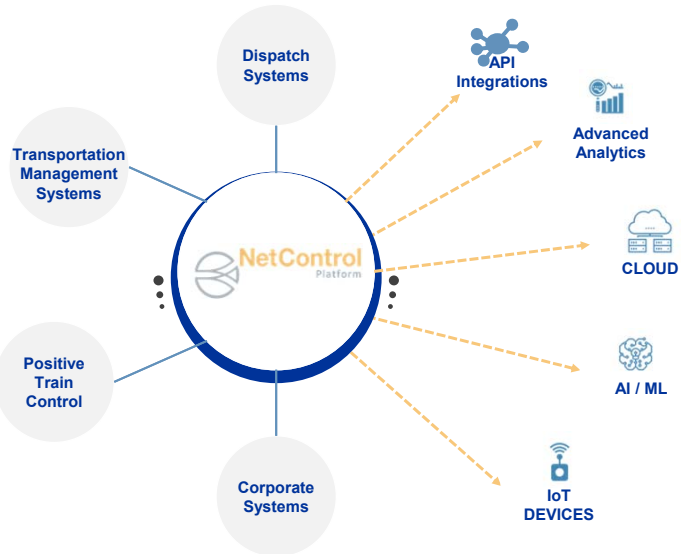 Dispatch
Systems
API
Integrations
Advanced
Analytics
Transportation
Management
Systems
NetControl
Platform
CLOUD
Positive
Train
Control
AI / ML
Corporate
Systems
IoT
DEVICES